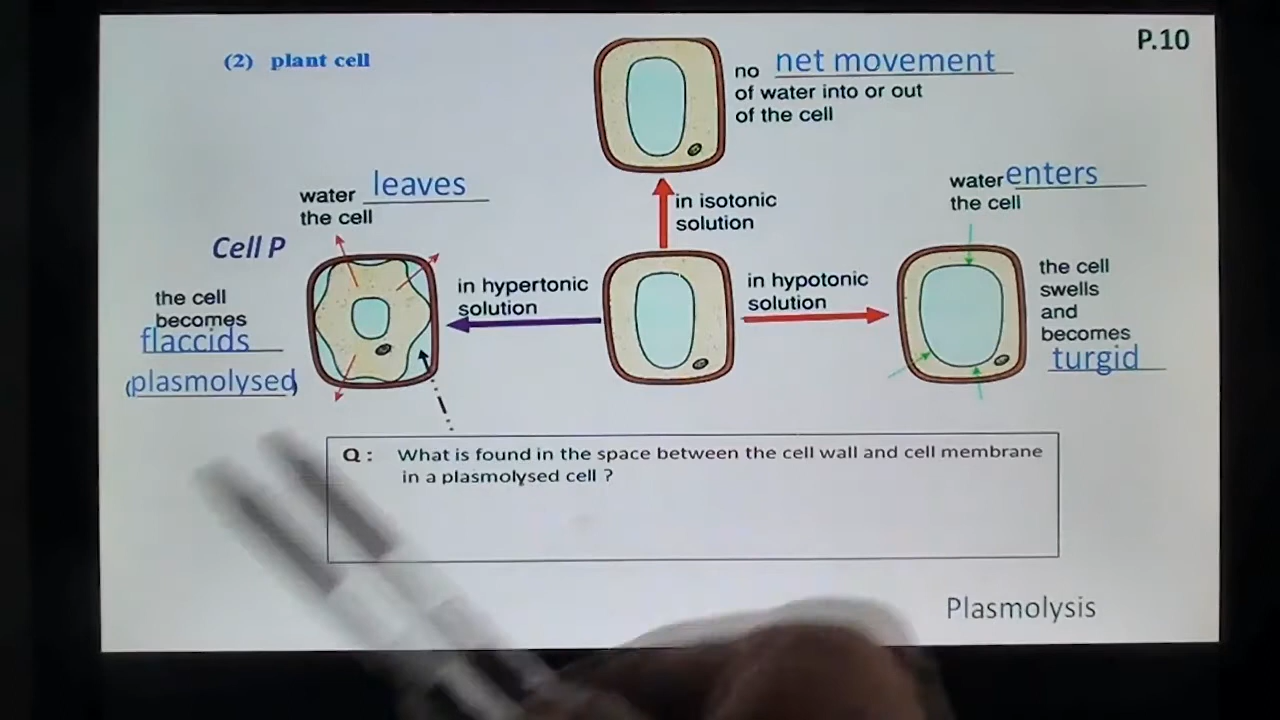 P.10
(2) plant cell
no net movement
of water into or out
of the cell
water leaves
the cell
water enters
the cell
in isotonic
solution
Cell P
in hypertonic
solution
in hypotonic
solution
the cell
becomes
flaccids
(plasmolysed)
the cell
swells
and
becomes
turgid
Q : What is found in the space between the cell wall and cell membrane
in a plasmolysed cell ?
Plasmolysis